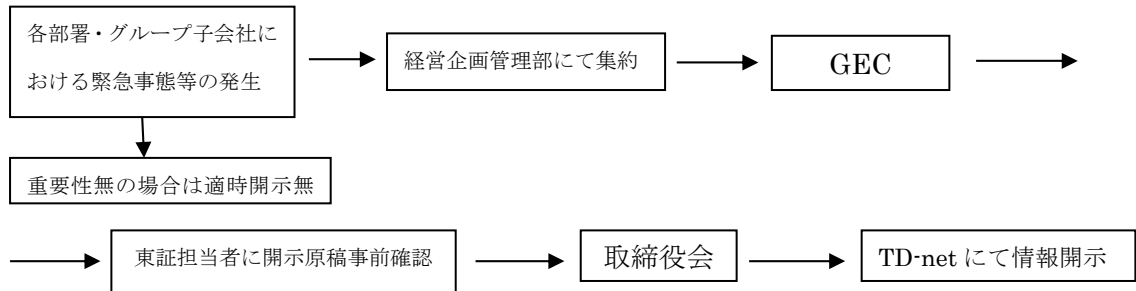 各部署・グループ子会社に
おける緊急事態等の発生
経営企画管理部にて集約
GEC
重要性無の場合は適時開示無
東証担当者に開示原稿事前確認
取締役会
TD-net にて情報開示